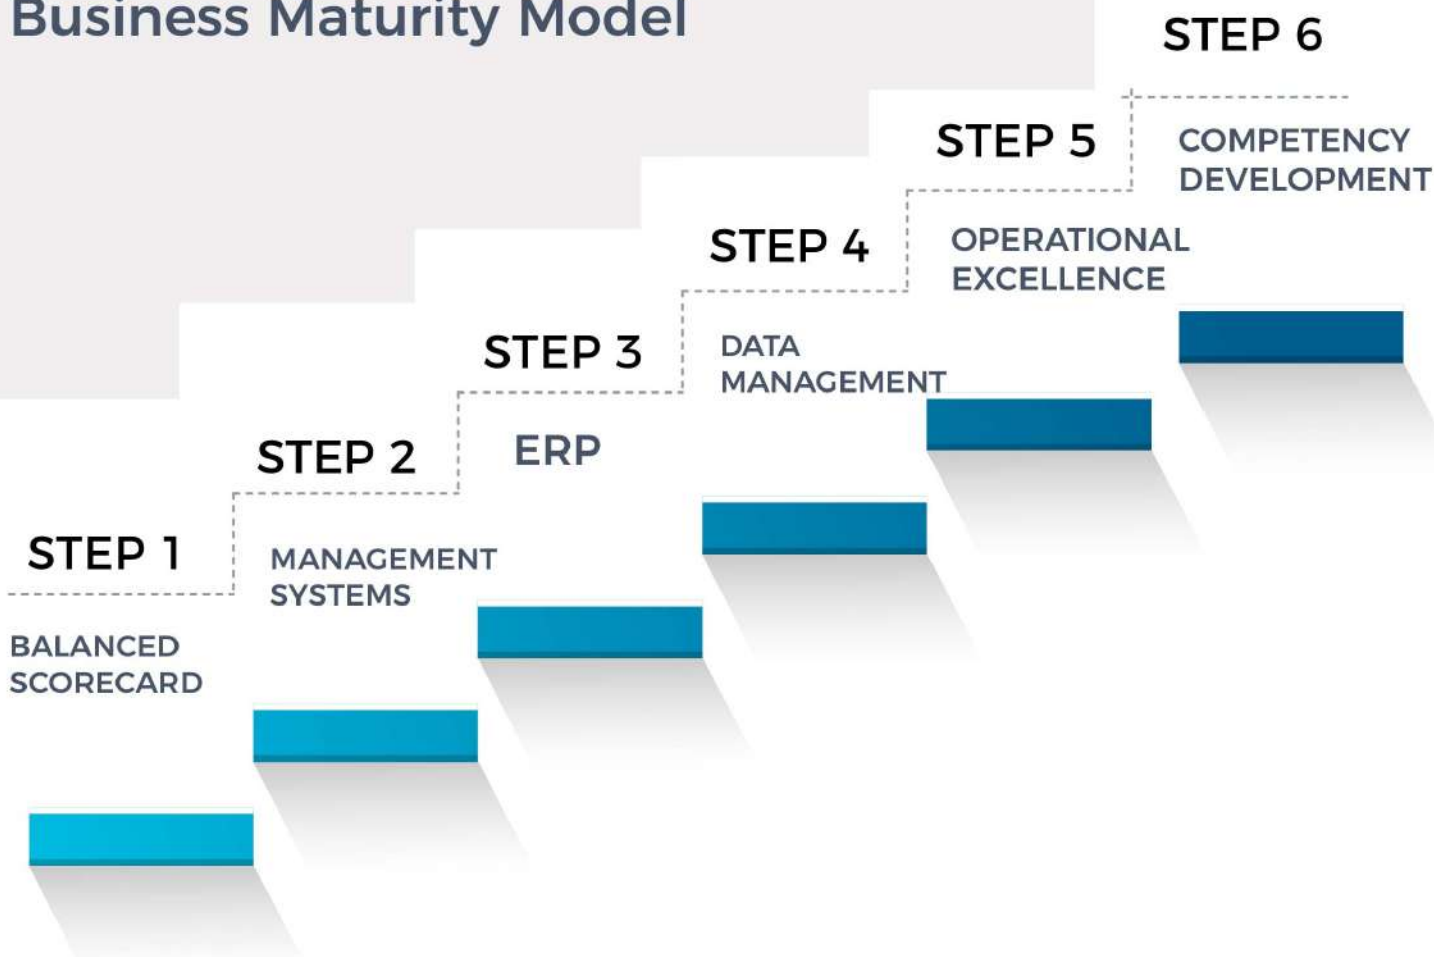 Business Maturity Model
STEP 1
BALANCED
SCORECARD
STEP 2
MANAGEMENT
SYSTEMS
STEP 3
ERP
STEP 4
DATA
MANAGEMENT
STEP 5
OPERATIONAL
EXCELLENCE
STEP 6
COMPETENCY
DEVELOPMENT